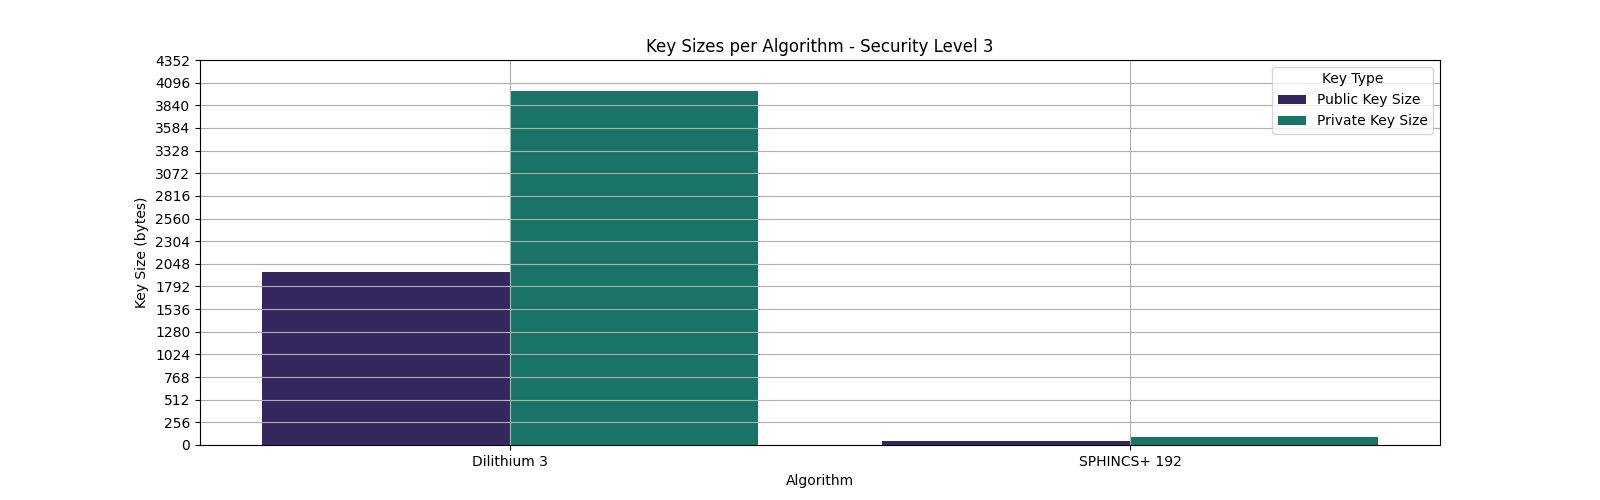 Key Sizes per Algorithm - Security Level 3
4352
4096
3840
3584
3328
3072
2816
2560
2304
2048
1792
1536
1280
1024
768
512
256
0
Key Size (bytes)
Key Type
Public Key Size
Private Key Size
Dilithium 3
SPHINCS+ 192
Algorithm